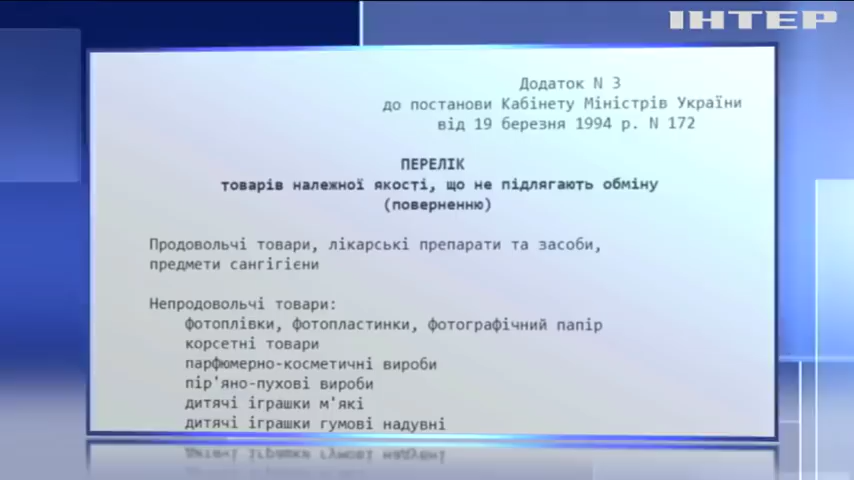 ІНТЕР
Додаток N 3
до постанови Кабінету Міністрів України
від 19 березня 1994 р. N 172
ПЕРЕЛІК
товарів належної якості, що не підлягають обміну
(поверненню)
Продовольчі товари, лікарські препарати та засоби,
предмети сангігієни
Непродовольчі товари:
фотоплівки, фотопластинки, фотографічний папір
корсетні товари
парфюмерно-косметичні вироби
пір'яно-пухові вироби
дитячі іграшки м'які
дитячі іграшки гумові надувні